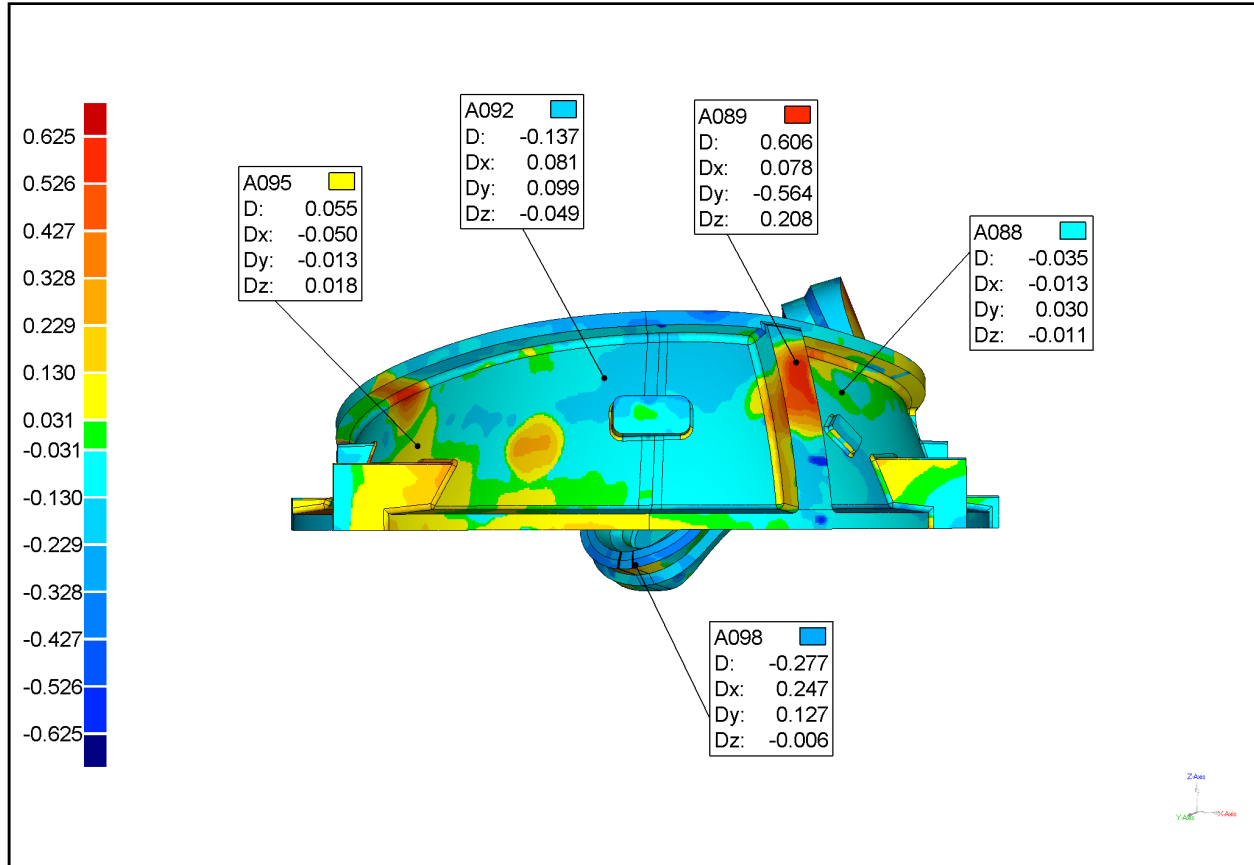 0.625
0.526
0.427
0.328
0.229
0.130
0.031
-0.031
-0.130
-0.229
-0.328
-0.427
-0.526
-0.625
A095
D: 0.055
Dx: -0.050
Dy: -0.013
Dz: 0.018
A092
D: -0.137
Dx: 0.081
Dy: 0.099
Dz: -0.049
A089
D: 0.606
Dx: 0.078
Dy: -0.564
Dz: 0.208
A088
D: -0.035
Dx: -0.013
Dy: 0.030
Dz: -0.011
A098
D: -0.277
Dx: 0.247
Dy: 0.127
Dz: -0.006
Z-Axis
Y-Axis
X-Axis